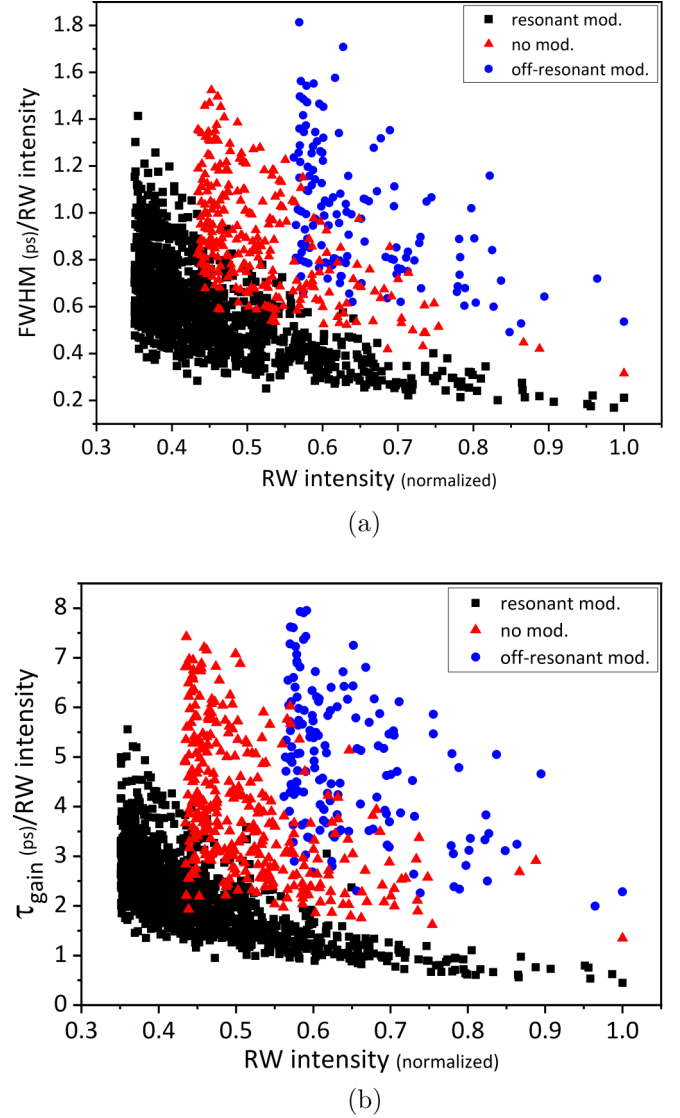 resonant mod.
no mod.
off-resonant mod.
FWHM (ps)/RW intensity
1.8
1.6
1.4
1.2
1.0
0.8
0.6
0.4
0.2
0.3 0.4 0.5 0.6 0.7 0.8 0.9 1.0
RW intensity (normalized)
(a)
resonant mod.
no mod.
off-resonant mod.
τgain (ps)/RW intensity
8
7
6
5
4
3
2
1
0
0.3 0.4 0.5 0.6 0.7 0.8 0.9 1.0
RW intensity (normalized)
(b)